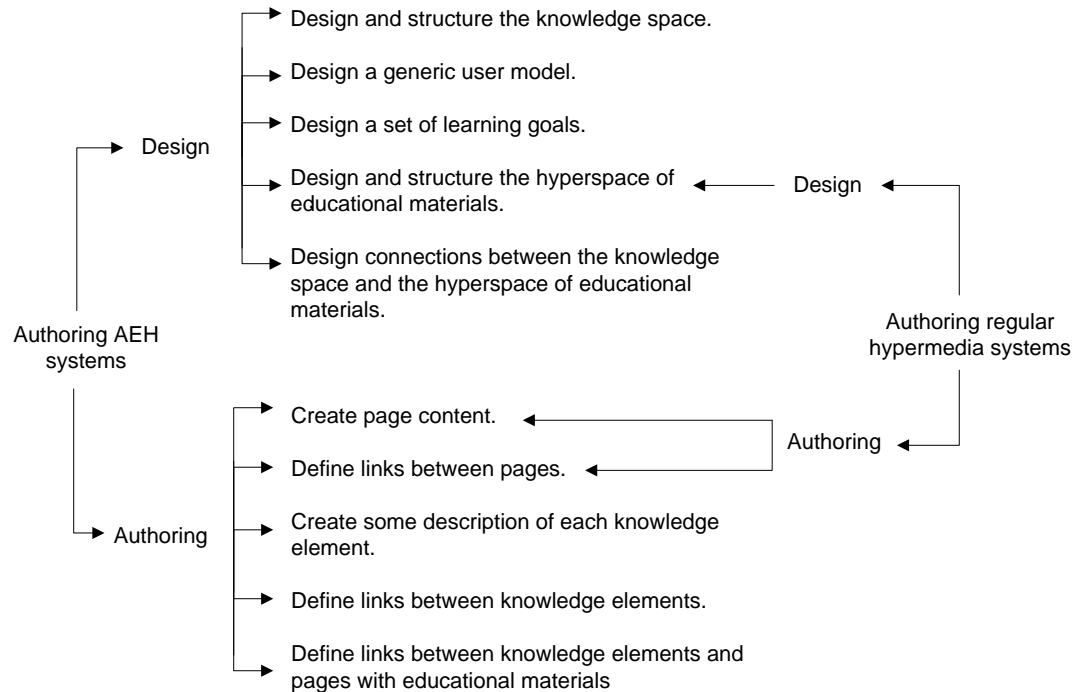 Design and structure the knowledge space.
Design a generic user model.
Design a set of learning goals.
Design
Design and structure the hyperspace of
educational materials.
Design
Design connections between the knowledge
space and the hyperspace of educational
materials.
Authoring AEH
systems
Authoring regular
hypermedia systems
Create page content.
Authoring
Define links between pages.
Authoring
Create some description of each knowledge
element.
Define links between knowledge elements.
Define links between knowledge elements and
pages with educational materials